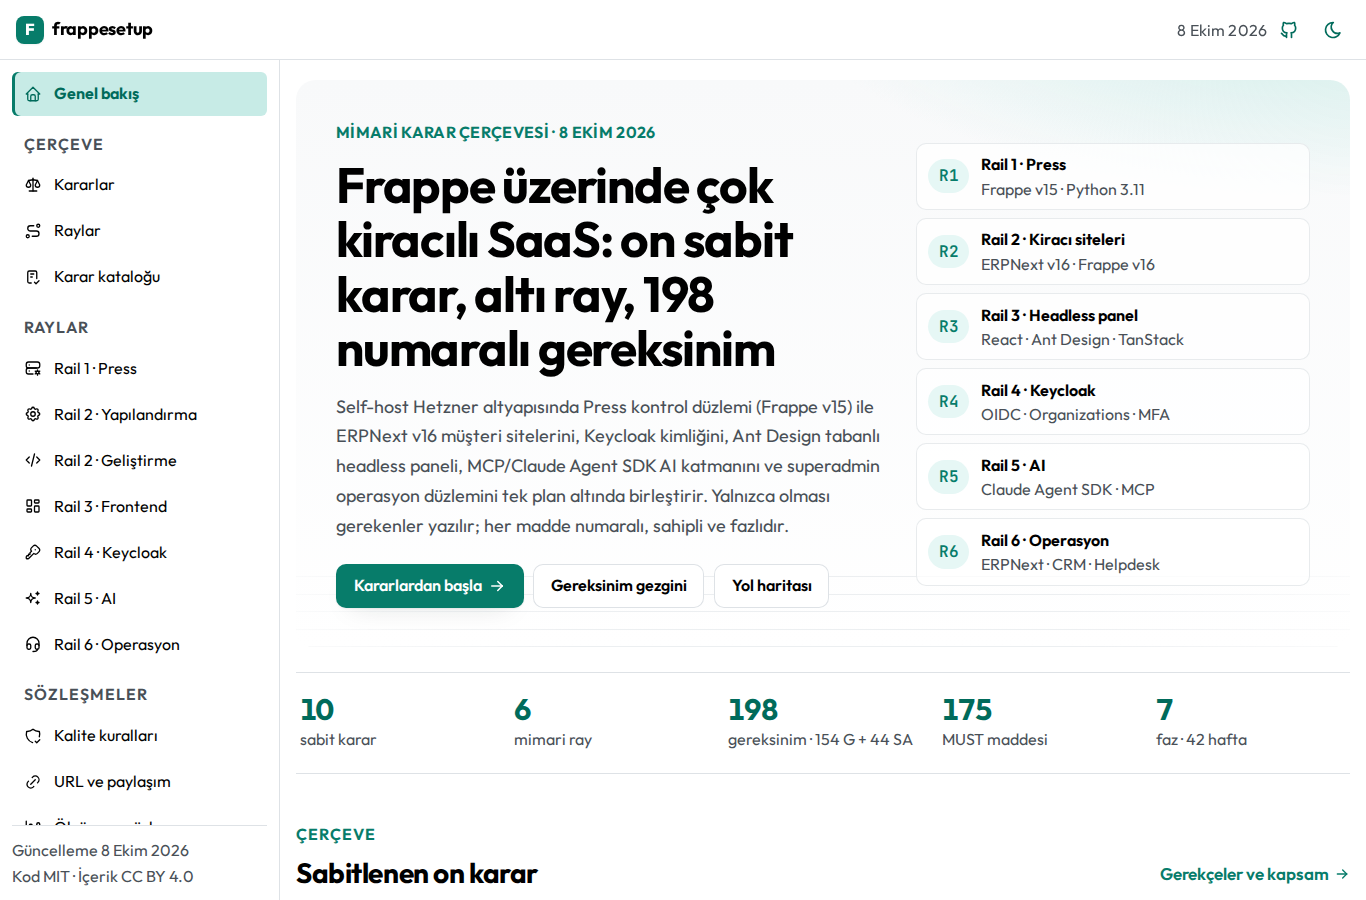 F frappesetup
8 Ekim 2026
Genel bakış
ÇERÇEVE
Kararlar
Raylar
Karar kataloğu
RAYLAR
Rail 1 · Press
Rail 2 · Yapılandırma
Rail 2 · Geliştirme
Rail 3 · Frontend
Rail 4 · Keycloak
Rail 5 · AI
Rail 6 · Operasyon
SÖZLEŞMELER
Kalite kuralları
URL ve paylaşım
Güncelleme 8 Ekim 2026
Kod MIT · İçerik CC BY 4.0
MİMARİ KARAR ÇERÇEVESİ · 8 EKİM 2026
Frappe üzerinde çok
kiracılı SaaS: on sabit
karar, altı ray, 198
numaralı gereksinim
Self-host Hetzner altyapısında Press kontrol düzlemi (Frappe v15) ile
ERPNext v16 müşteri sitelerini, Keycloak kimliğini, Ant Design tabanlı
headless paneli, MCP/Claude Agent SDK AI katmanını ve superadmin
operasyon düzlemini tek plan altında birleştirir. Yalnızca olması
gerekenler yazılır; her madde numaralı, sahipli ve fazlıdır.
Kararlardan başla →
Gereksinim gezgini
Yol haritası
R1
Rail 1 · Press
Frappe v15 · Python 3.11
R2
Rail 2 · Kiracı siteleri
ERPNext v16 · Frappe v16
R3
Rail 3 · Headless panel
React · Ant Design · TanStack
R4
Rail 4 · Keycloak
OIDC · Organizations · MFA
R5
Rail 5 · AI
Claude Agent SDK · MCP
R6
Rail 6 · Operasyon
ERPNext · CRM · Helpdesk
10
sabit karar
6
mimari ray
198
gereksinim · 154 G + 44 SA
175
MUST maddesi
7
faz · 42 hafta
ÇERÇEVE
Sabitlenen on karar
Gerekçeler ve kapsam →